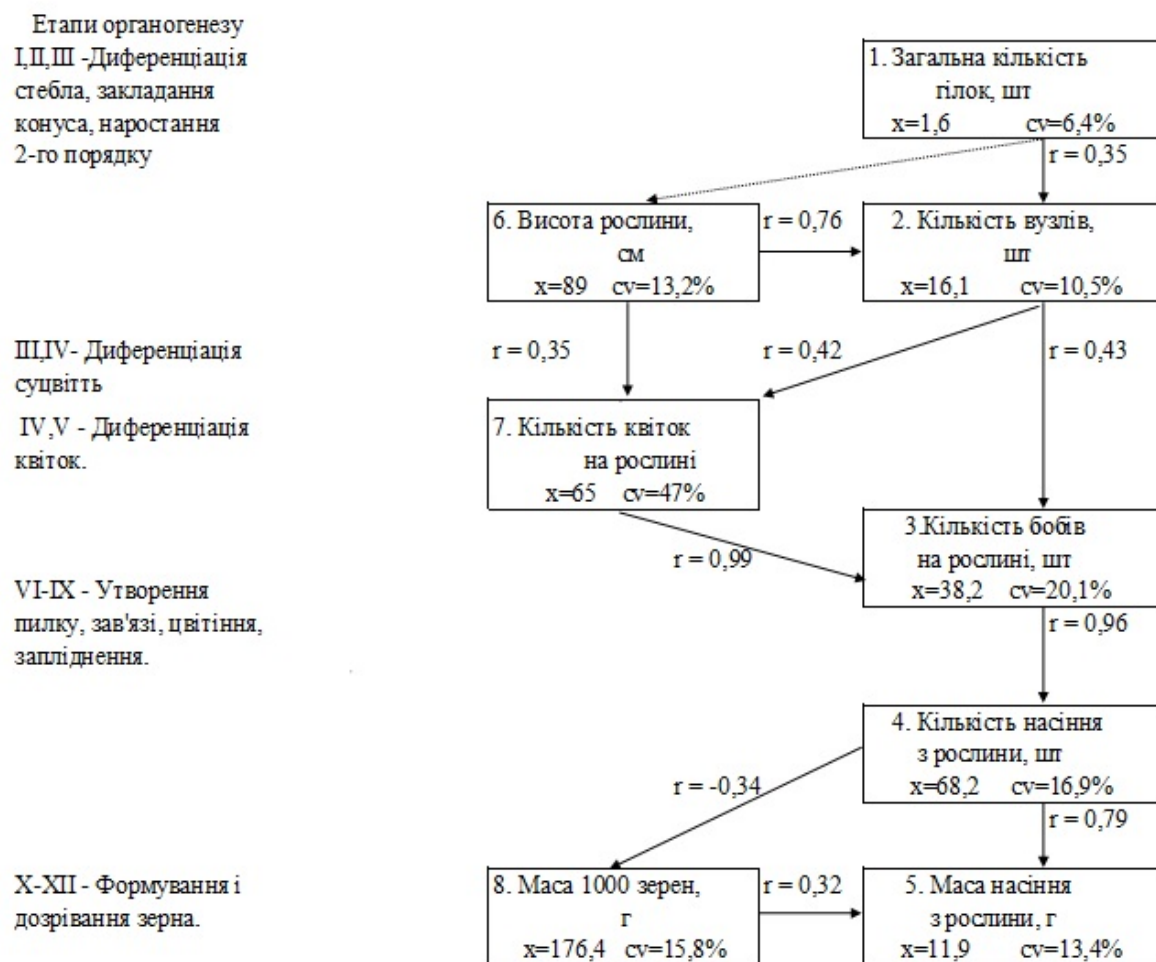 Етапи органогенезу
I,II,III -Диференціація
стебла, закладання
конуса, наростання
2-го порядку
1. Загальна кількість
гілок, шт
x=1,6 cv=6,4%
r = 0,35
6. Висота рослини,
см
x=89 cv=13,2%
r = 0,76
2. Кількість вузлів,
шт
x=16,1 cv=10,5%
III,IV- Диференціація
суцвітть
r = 0,35
r = 0,42
r = 0,43
IV,V - Диференціація
квіток.
7. Кількість квіток
на рослині
x=65 cv=47%
r = 0,99
3.Кількість бобів
на рослині, шт
x=38,2 cv=20,1%
VI-IX - Утворення
пилку, зав'язі, цвітіння,
запліднення.
r = 0,96
4. Кількість насіння
з рослини, шт
x=68,2 cv=16,9%
r = -0,34
r = 0,79
X-XII - Формування і
дозрівання зерна.
8. Маса 1000 зерен,
г
x=176,4 cv=15,8%
r = 0,32
5. Маса насіння
з рослини, г
x=11,9 cv=13,4%